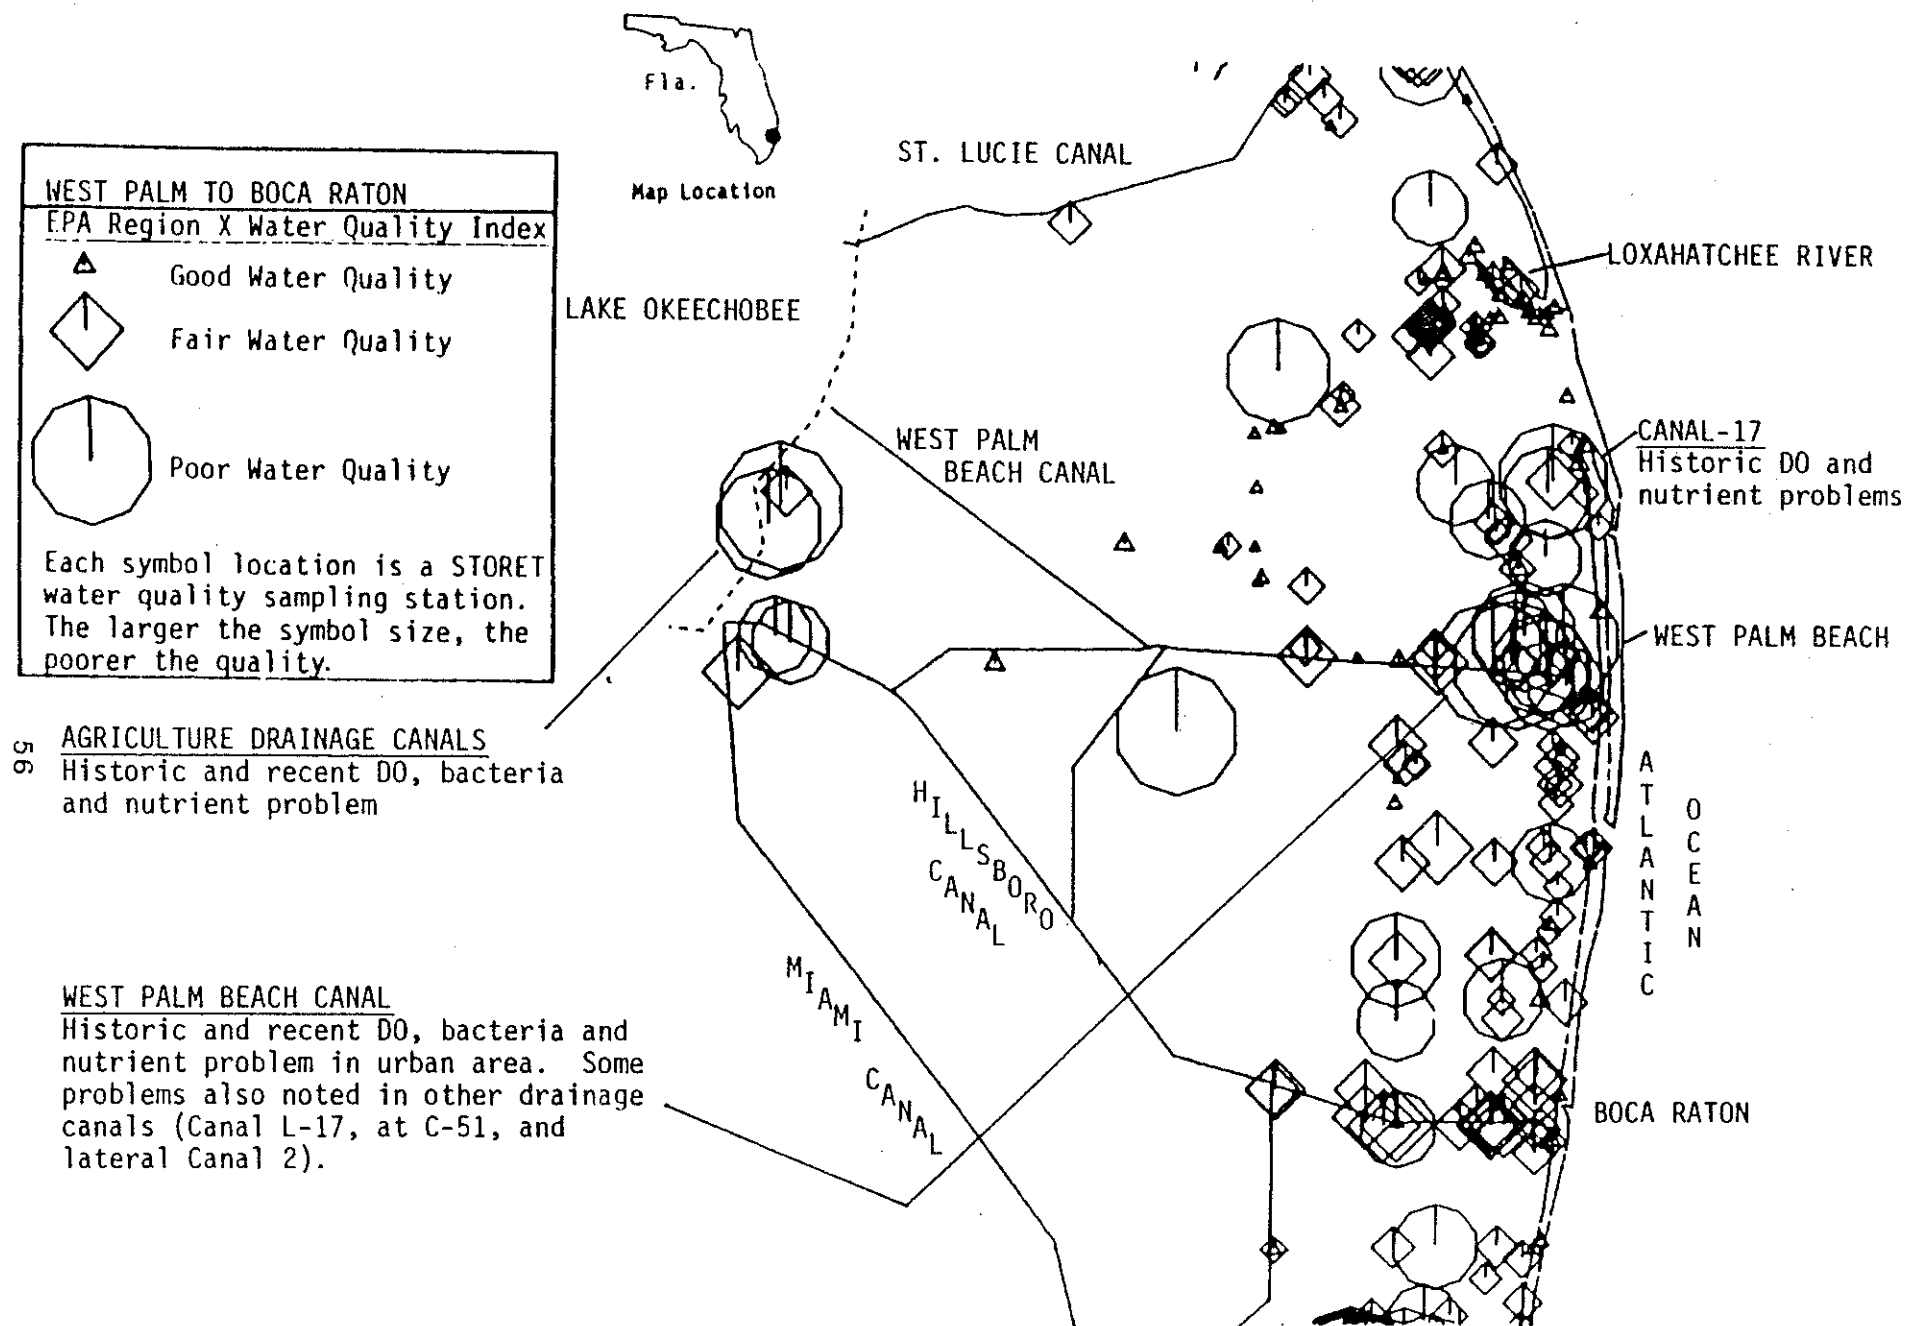 Fla.
Map Location
WEST PALM TO BOCA RATON
EPA Region X Water Quality Index
Good Water Quality
Fair Water Quality
Poor Water Quality
Each symbol location is a STORET
water quality sampling station.
The larger the symbol size, the
poorer the quality.
ST. LUCIE CANAL
LAKE OKEECHOBEE
LOXAHATCHEE RIVER
WEST PALM
BEACH CANAL
CANAL-17
Historic DO and
nutrient problems
WEST PALM BEACH
AGRICULTURE DRAINAGE CANALS
Historic and recent DO, bacteria
and nutrient problem
56
HILLSBORO
CANAL
ATLANTIC
OCEAN
MIAMI
CANAL
WEST PALM BEACH CANAL
Historic and recent DO, bacteria and
nutrient problem in urban area. Some
problems also noted in other drainage
canals (Canal L-17, at C-51, and
lateral Canal 2).
BOCA RATON